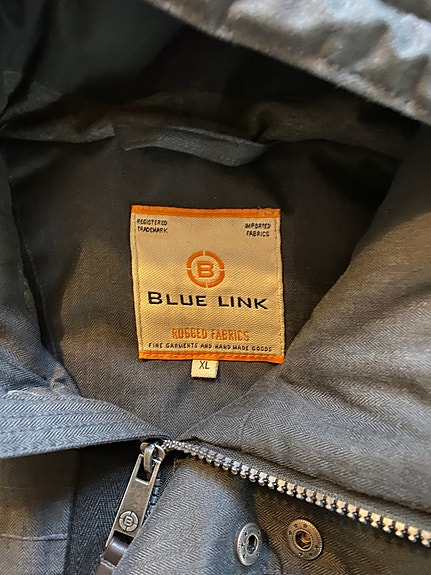 REGISTERED
TRADEMARK
IMPORTED
FABRICS
B
BLUE LINK
RUGGED FABRICS
FINE GARMENTS AND HAND MADE GOODS
XL
B